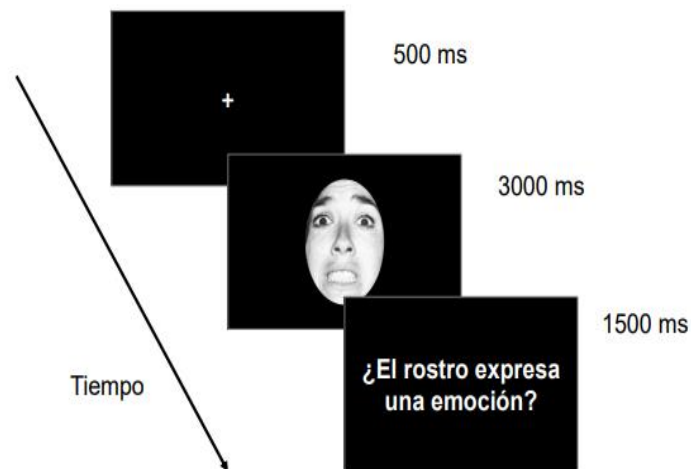 500 ms
+
3000 ms
1500 ms
¿El rostro expresa
una emoción?
Tiempo